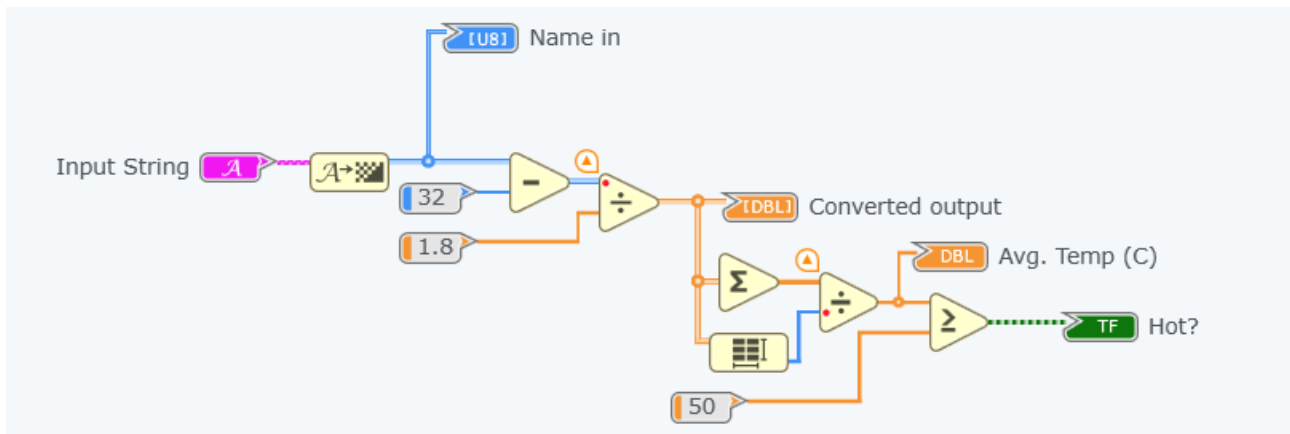 [U8] Name in
Input String A A→
32
-
÷
1.8
[DBL] Converted output
Σ
÷
DBL Avg. Temp (C)
≥
TF Hot?
50